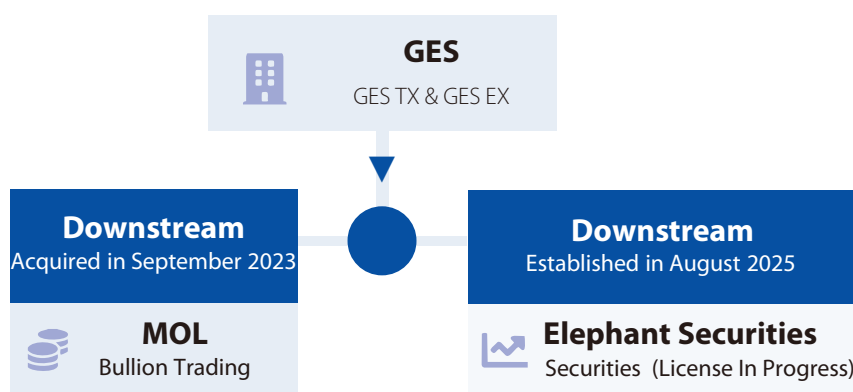 GES
GES TX & GES EX
Downstream
Acquired in September 2023
MOL
Bullion Trading
Downstream
Established in August 2025
Elephant Securities
Securities (License In Progress)